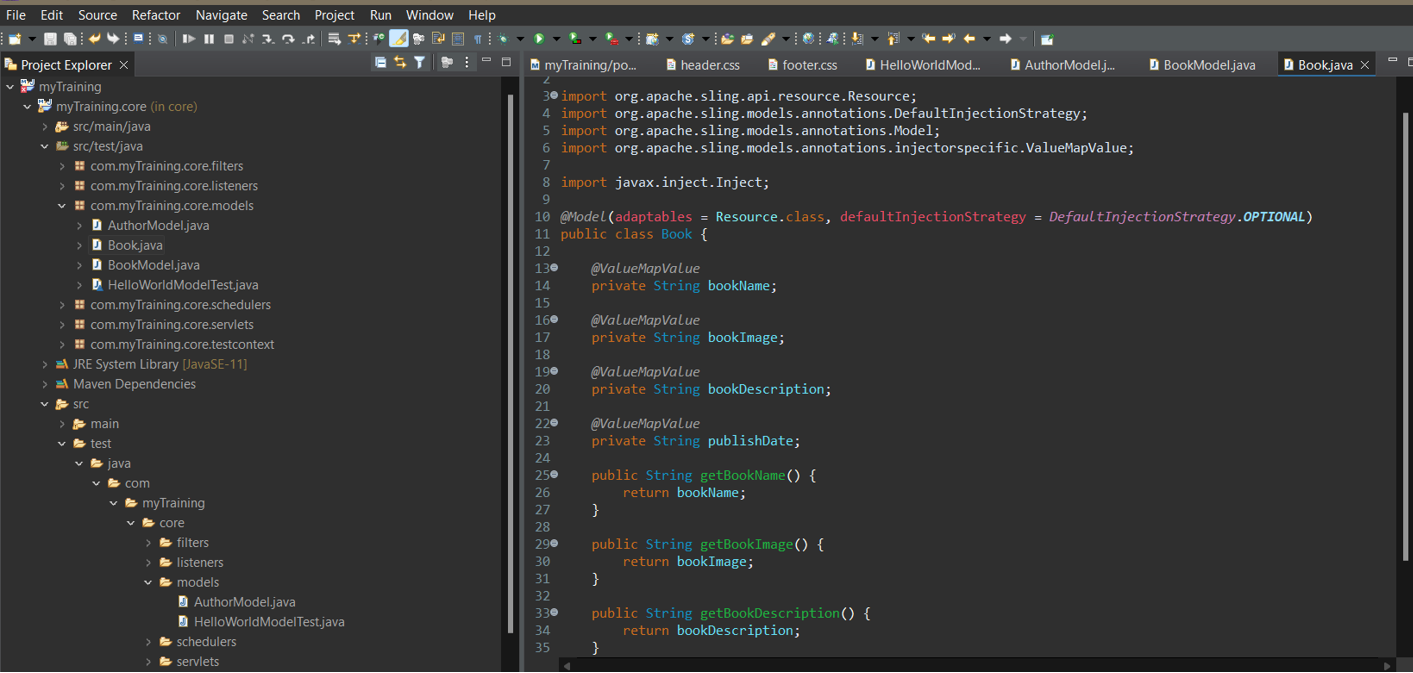 File Edit Source Refactor Navigate Search Project Run Window Help
Project Explorer
myTraining/po...
header.css
footer.css
HelloWorldMod...
AuthorModel.j...
BookModel.java
Book.java
myTraining
myTraining.core (in core)
src/main/java
src/test/java
com.myTraining.core.filters
com.myTraining.core.listeners
com.myTraining.core.models
AuthorModel.java
Book.java
BookModel.java
HelloWorldModelTest.java
com.myTraining.core.schedulers
com.myTraining.core.servlets
com.myTraining.core.testcontext
JRE System Library [JavaSE-11]
Maven Dependencies
src
main
test
java
com
myTraining
core
filters
listeners
models
AuthorModel.java
HelloWorldModelTest.java
schedulers
servlets
2
3 import org.apache.sling.api.resource.Resource;
4 import org.apache.sling.models.annotations.DefaultInjectionStrategy;
5 import org.apache.sling.models.annotations.Model;
6 import org.apache.sling.models.annotations.injectorspecific.ValueMapValue;
7
8 import javax.inject.Inject;
9
10 @Model(adaptables = Resource.class, defaultInjectionStrategy = DefaultInjectionStrategy.OPTIONAL)
11 public class Book {
12
13 @ValueMapValue
14 private String bookName;
15
16 @ValueMapValue
17 private String bookImage;
18
19 @ValueMapValue
20 private String bookDescription;
21
22 @ValueMapValue
23 private String publishDate;
24
25 public String getBookName() {
26 return bookName;
27 }
28
29 public String getBookImage() {
30 return bookImage;
31 }
32
33 public String getBookDescription() {
34 return bookDescription;
35 }